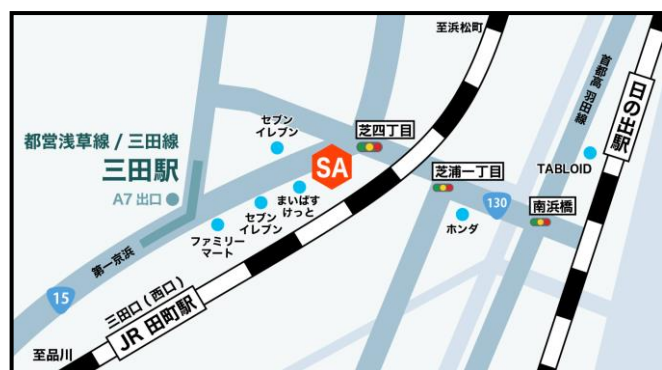 至浜松町
首都高 羽田線
日の出駅
セブン
イレブン
芝四丁目
都営浅草線 / 三田線
三田駅
A7 出口
SA
TABLOID
芝浦一丁目
まいばす
けっと
130
南浜橋
セブン
イレブン
ホンダ
ファミリー
マート
第一京浜
15
三田口(西口)
JR 田町駅
至品川